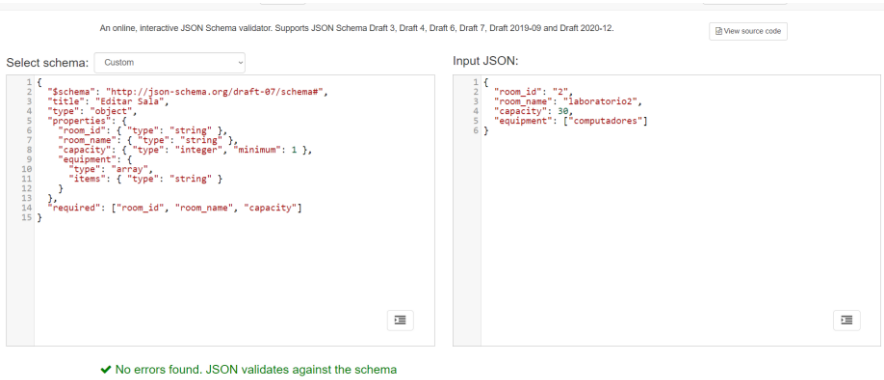 An online, interactive JSON Schema validator. Supports JSON Schema Draft 3, Draft 4, Draft 6, Draft 7, Draft 2019-09 and Draft 2020-12.
View source code
Select schema: Custom
1 {
2 "$schema": "http://json-schema.org/draft-07/schema#",
3 "title": "Editar Sala",
4 "type": "object",
5 "properties": {
6 "room_id": { "type": "string" },
7 "room_name": { "type": "string" },
8 "capacity": { "type": "integer", "minimum": 1 },
9 "equipment": {
10 "type": "array",
11 "items": { "type": "string" }
12 }
13 },
14 "required": ["room_id", "room_name", "capacity"]
15 }
Input JSON:
1 {
2 "room_id": "2",
3 "room_name": "laboratorio2",
4 "capacity": 30,
5 "equipment": ["computadores"]
6 }
✔ No errors found. JSON validates against the schema